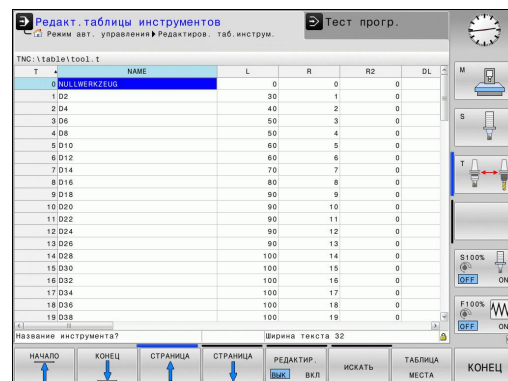 Редакт.таблицы инструментов
Тест прогр.
Режим авт. управления Редактиров. таб.инструм.
TNC:\table\tool.t
T NAME L R R2 DL
0 NULLWERKZEUG 0 0 0
1 D2 30 1 0
2 D4 40 2 0
3 D6 50 3 0
4 D8 50 4 0
5 D10 60 5 0
6 D12 60 6 0
7 D14 70 7 0
8 D16 80 8 0
9 D18 90 9 0
10 D20 90 10 0
11 D22 90 11 0
12 D24 90 12 0
13 D26 90 13 0
14 D28 100 14 0
15 D30 100 15 0
16 D32 100 16 0
17 D34 100 17 0
18 D36 100 18 0
19 D38 100 19 0
Название инструмента? Ширина текста 32
M
S
T
S100%
OFF ON
F100%
OFF ON
НАЧАЛО
КОНЕЦ
СТРАНИЦА
СТРАНИЦА
РЕДАКТИР.
ВЫК ВКЛ
ИСКАТЬ
ТАБЛИЦА
МЕСТА
КОНЕЦ